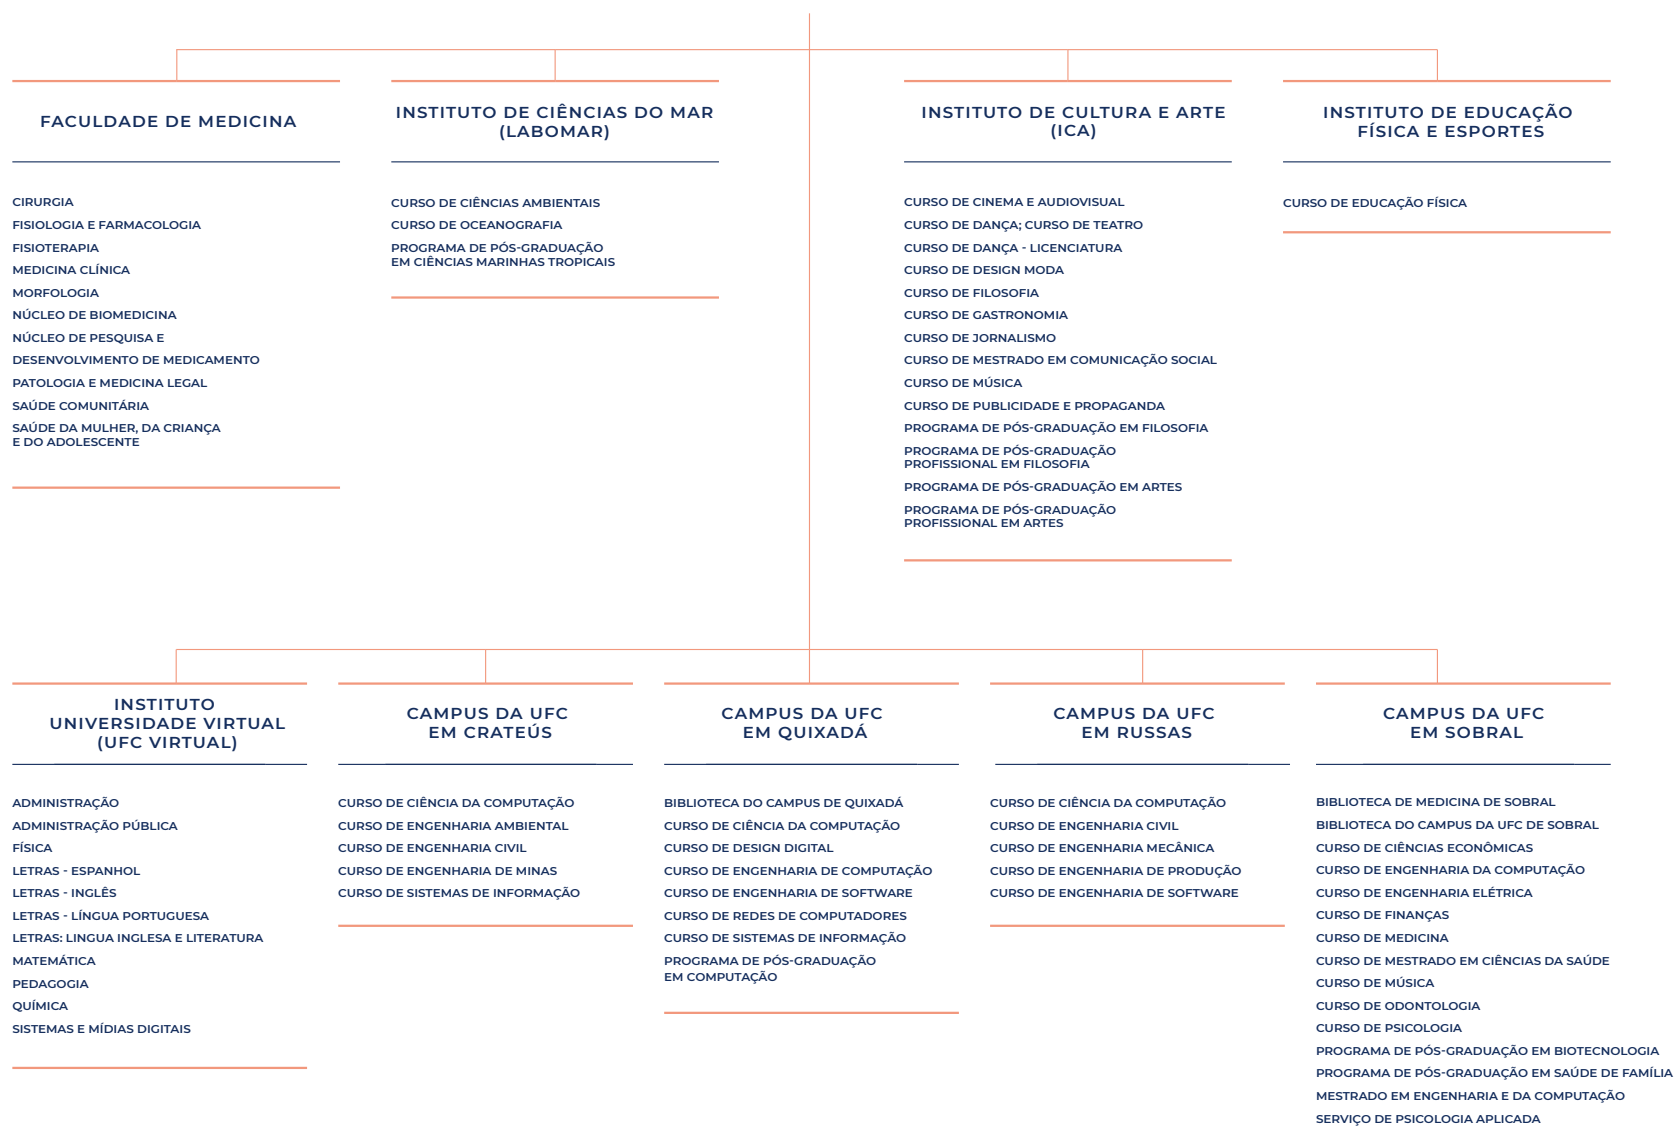 FACULDADE DE MEDICINA
CIRURGIA
FISIOLOGIA E FARMACOLOGIA
FISIOTERAPIA
MEDICINA CLÍNICA
MORFOLOGIA
NÚCLEO DE BIOMEDICINA
NÚCLEO DE PESQUISA E
DESENVOLVIMENTO DE MEDICAMENTO
PATOLOGIA E MEDICINA LEGAL
SAÚDE COMUNITÁRIA
SAÚDE DA MULHER, DA CRIANÇA
E DO ADOLESCENTE
INSTITUTO DE CIÊNCIAS DO MAR
(LABOMAR)
CURSO DE CIÊNCIAS AMBIENTAIS
CURSO DE OCEANOGRAFIA
PROGRAMA DE PÓS-GRADUAÇÃO
EM CIÊNCIAS MARINHAS TROPICAIS
INSTITUTO DE CULTURA E ARTE
(ICA)
CURSO DE CINEMA E AUDIOVISUAL
CURSO DE DANÇA; CURSO DE TEATRO
CURSO DE DANÇA - LICENCIATURA
CURSO DE DESIGN MODA
CURSO DE FILOSOFIA
CURSO DE GASTRONOMIA
CURSO DE JORNALISMO
CURSO DE MESTRADO EM COMUNICAÇÃO SOCIAL
CURSO DE MÚSICA
CURSO DE PUBLICIDADE E PROPAGANDA
PROGRAMA DE PÓS-GRADUAÇÃO EM FILOSOFIA
PROGRAMA DE PÓS-GRADUAÇÃO
PROFISSIONAL EM FILOSOFIA
PROGRAMA DE PÓS-GRADUAÇÃO EM ARTES
PROGRAMA DE PÓS-GRADUAÇÃO
PROFISSIONAL EM ARTES
INSTITUTO DE EDUCAÇÃO
FÍSICA E ESPORTES
CURSO DE EDUCAÇÃO FÍSICA
INSTITUTO
UNIVERSIDADE VIRTUAL
(UFC VIRTUAL)
ADMINISTRAÇÃO
ADMINISTRAÇÃO PÚBLICA
FÍSICA
LETRAS - ESPANHOL
LETRAS - INGLÊS
LETRAS - LÍNGUA PORTUGUESA
LETRAS: LINGUA INGLESA E LITERATURA
MATEMÁTICA
PEDAGOGIA
QUÍMICA
SISTEMAS E MÍDIAS DIGITAIS
CAMPUS DA UFC
EM CRATEÚS
CURSO DE CIÊNCIA DA COMPUTAÇÃO
CURSO DE ENGENHARIA AMBIENTAL
CURSO DE ENGENHARIA CIVIL
CURSO DE ENGENHARIA DE MINAS
CURSO DE SISTEMAS DE INFORMAÇÃO
CAMPUS DA UFC
EM QUIXADÁ
BIBLIOTECA DO CAMPUS DE QUIXADÁ
CURSO DE CIÊNCIA DA COMPUTAÇÃO
CURSO DE DESIGN DIGITAL
CURSO DE ENGENHARIA DE COMPUTAÇÃO
CURSO DE ENGENHARIA DE SOFTWARE
CURSO DE REDES DE COMPUTADORES
CURSO DE SISTEMAS DE INFORMAÇÃO
PROGRAMA DE PÓS-GRADUAÇÃO
EM COMPUTAÇÃO
CAMPUS DA UFC
EM RUSSAS
CURSO DE CIÊNCIA DA COMPUTAÇÃO
CURSO DE ENGENHARIA CIVIL
CURSO DE ENGENHARIA MECÂNICA
CURSO DE ENGENHARIA DE PRODUÇÃO
CURSO DE ENGENHARIA DE SOFTWARE
CAMPUS DA UFC
EM SOBRAL
BIBLIOTECA DE MEDICINA DE SOBRAL
BIBLIOTECA DO CAMPUS DA UFC DE SOBRAL
CURSO DE CIÊNCIAS ECONÔMICAS
CURSO DE ENGENHARIA DA COMPUTAÇÃO
CURSO DE ENGENHARIA ELÉTRICA
CURSO DE FINANÇAS
CURSO DE MEDICINA
CURSO DE MESTRADO EM CIÊNCIAS DA SAÚDE
CURSO DE MÚSICA
CURSO DE ODONTOLOGIA
CURSO DE PSICOLOGIA
PROGRAMA DE PÓS-GRADUAÇÃO EM BIOTECNOLOGIA
PROGRAMA DE PÓS-GRADUAÇÃO EM SAÚDE DE FAMÍLIA
MESTRADO EM ENGENHARIA E DA COMPUTAÇÃO
SERVIÇO DE PSICOLOGIA APLICADA